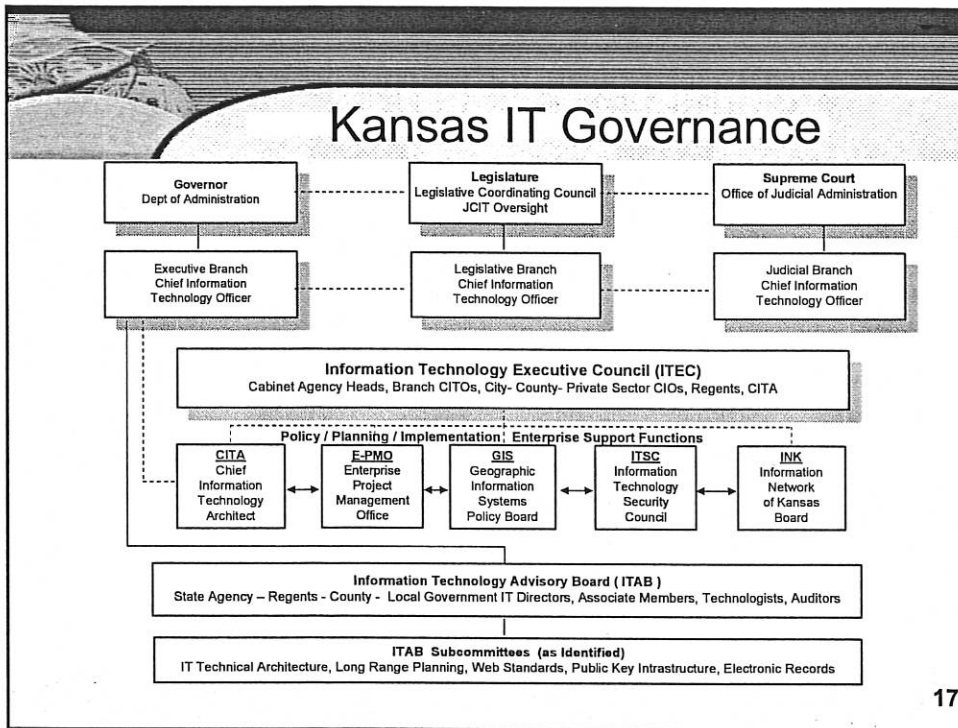 Kansas IT Governance
Governor
Dept of Administration
Legislature
Legislative Coordinating Council
JCIT Oversight
Supreme Court
Office of Judicial Administration
Executive Branch
Chief Information
Technology Officer
Legislative Branch
Chief Information
Technology Officer
Judicial Branch
Chief Information
Technology Officer
Information Technology Executive Council (ITEC)
Cabinet Agency Heads, Branch CITOs, City- County- Private Sector CIOs, Regents, CITA
Policy / Planning / Implementation Enterprise Support Functions
CITA
Chief
Information
Technology
Architect
E-PMO
Enterprise
Project
Management
Office
GIS
Geographic
Information
Systems
Policy Board
ITSC
Information
Technology
Security
Council
INK
Information
Network
of Kansas
Board
Information Technology Advisory Board ( ITAB )
State Agency – Regents - County - Local Government IT Directors, Associate Members, Technologists, Auditors
ITAB Subcommittees (as Identified)
IT Technical Architecture, Long Range Planning, Web Standards, Public Key Intrastructure, Electronic Records
17